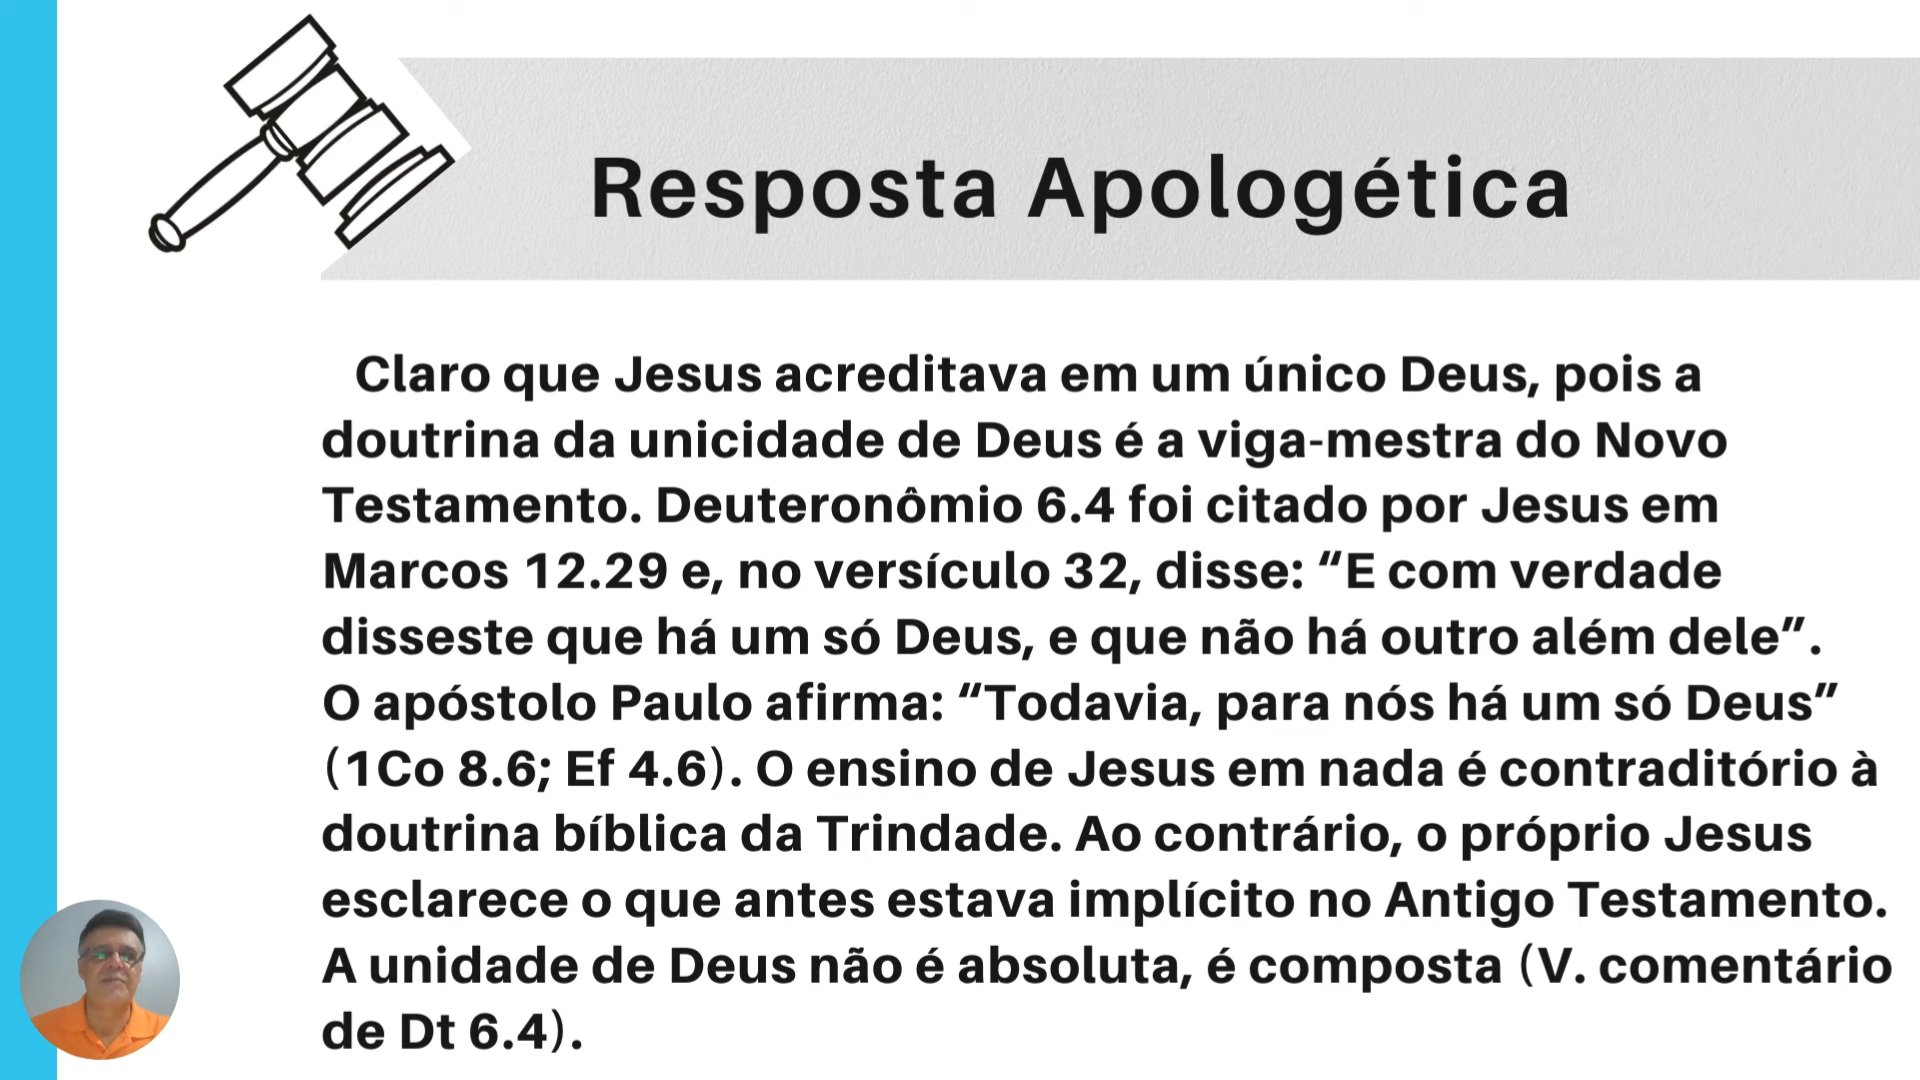 Resposta Apologética
Claro que Jesus acreditava em um único Deus, pois a
doutrina da unicidade de Deus é a viga-mestra do Novo
Testamento. Deuteronômio 6.4 foi citado por Jesus em
Marcos 12.29 e, no versículo 32, disse: “E com verdade
disseste que há um só Deus, e que não há outro além dele”.
O apóstolo Paulo afirma: “Todavia, para nós há um só Deus”
(1Co 8.6; Ef 4.6). O ensino de Jesus em nada é contraditório à
doutrina bíblica da Trindade. Ao contrário, o próprio Jesus
esclarece o que antes estava implícito no Antigo Testamento.
A unidade de Deus não é absoluta, é composta (V. comentário
de Dt 6.4).